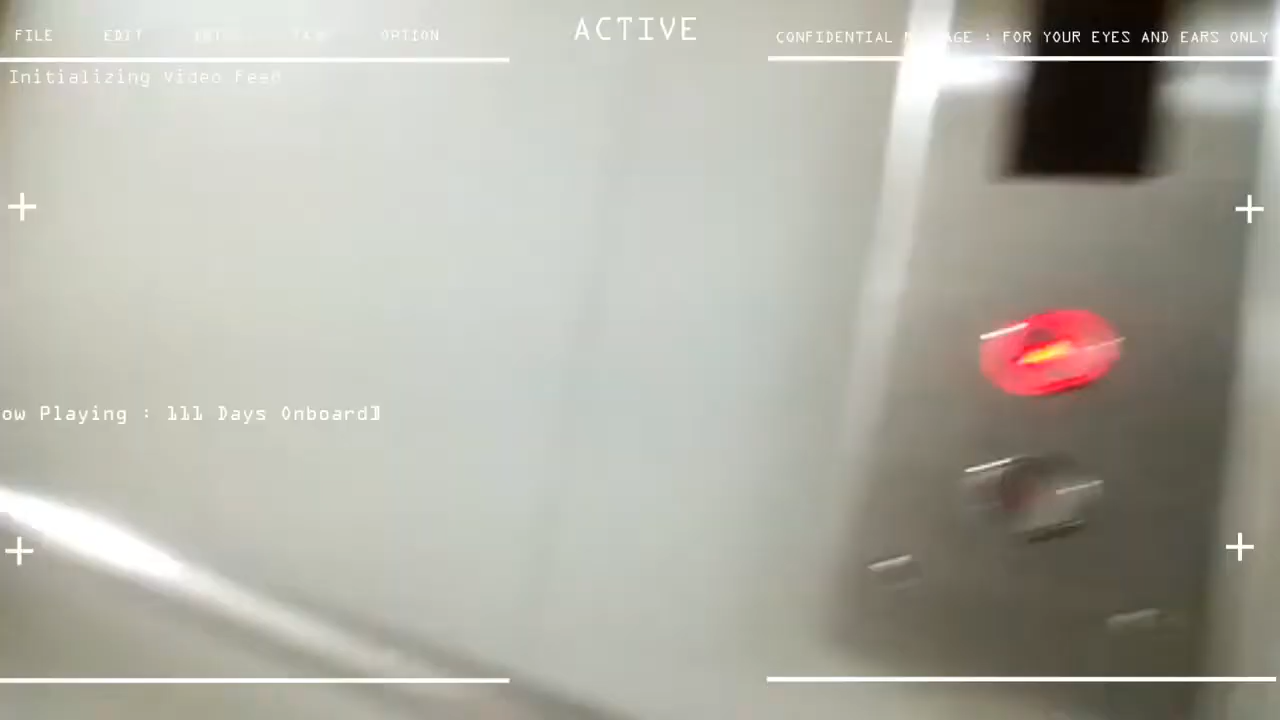 FILE EDIT OPTION
ACTIVE
CONFIDENTIAL : FOR YOUR EYES AND EARS ONLY
Initializing Video Feed
ow Playing : 111 Days Onboard]